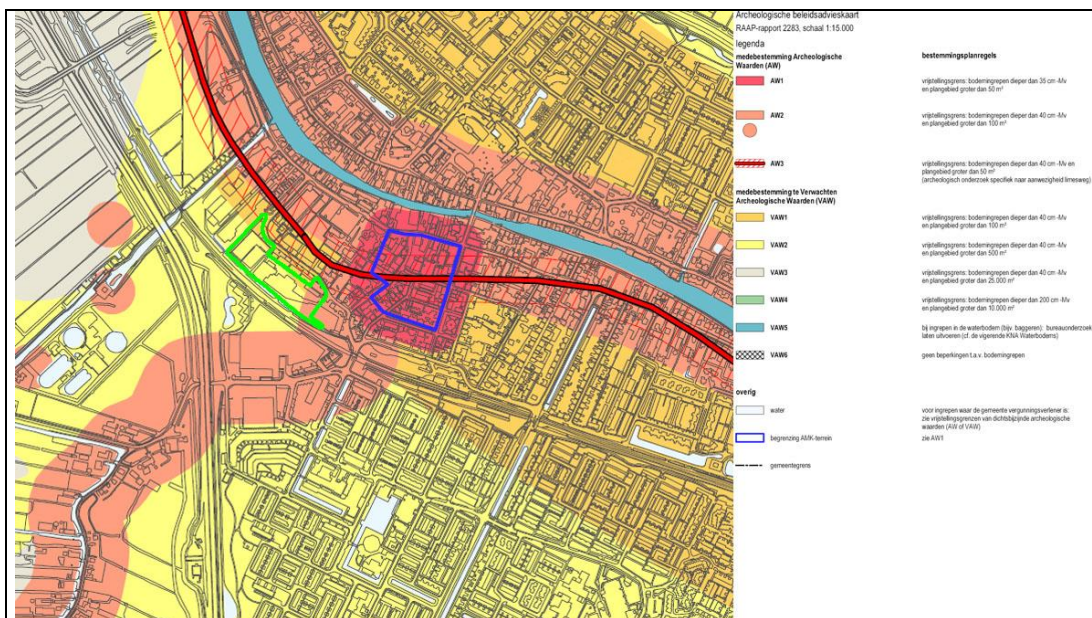 Archeologische beleidsadvieskaart
RAAP-rapport 2283, schaal 1:15.000
legenda
medebestemming Archeologische Waarden (AW)
bestemmingsplanregels
AW1
vrijstellingsgrens: bodemingrepen dieper dan 35 cm -Mv
en plangebied groter dan 50 m²
AW2
vrijstellingsgrens: bodemingrepen dieper dan 40 cm -Mv
en plangebied groter dan 100 m²
AW3
vrijstellingsgrens: bodemingrepen dieper dan 40 cm -Mv en
plangebied groter dan 50 m²
(archeologisch onderzoek specifiek naar aanwezigheid limesweg)
medebestemming te Verwachten
Archeologische Waarden (VAW)
VAW1
vrijstellingsgrens: bodemingrepen dieper dan 40 cm -Mv
en plangebied groter dan 100 m²
VAW2
vrijstellingsgrens: bodemingrepen dieper dan 40 cm -Mv
en plangebied groter dan 500 m²
VAW3
vrijstellingsgrens: bodemingrepen dieper dan 40 cm -Mv
en plangebied groter dan 25.000 m²
VAW4
vrijstellingsgrens: bodemingrepen dieper dan 200 cm -Mv
en plangebied groter dan 10.000 m²
VAW5
bij ingrepen in de waterbodem (bijv. baggeren): bureauonderzoek
laten uitvoeren (cf. de vigerende KNA Waterbodems)
VAW6
geen beperkingen t.a.v. bodemingrepen
overig
water
voor ingrepen waar de gemeente vergunningsverlener is:
zie vrijstellingsgrenzen van dichtsbijzijnde archeologische
waarden (AW of VAW)
begrenzing AMK-terrein
zie AW1
gemeentegrens